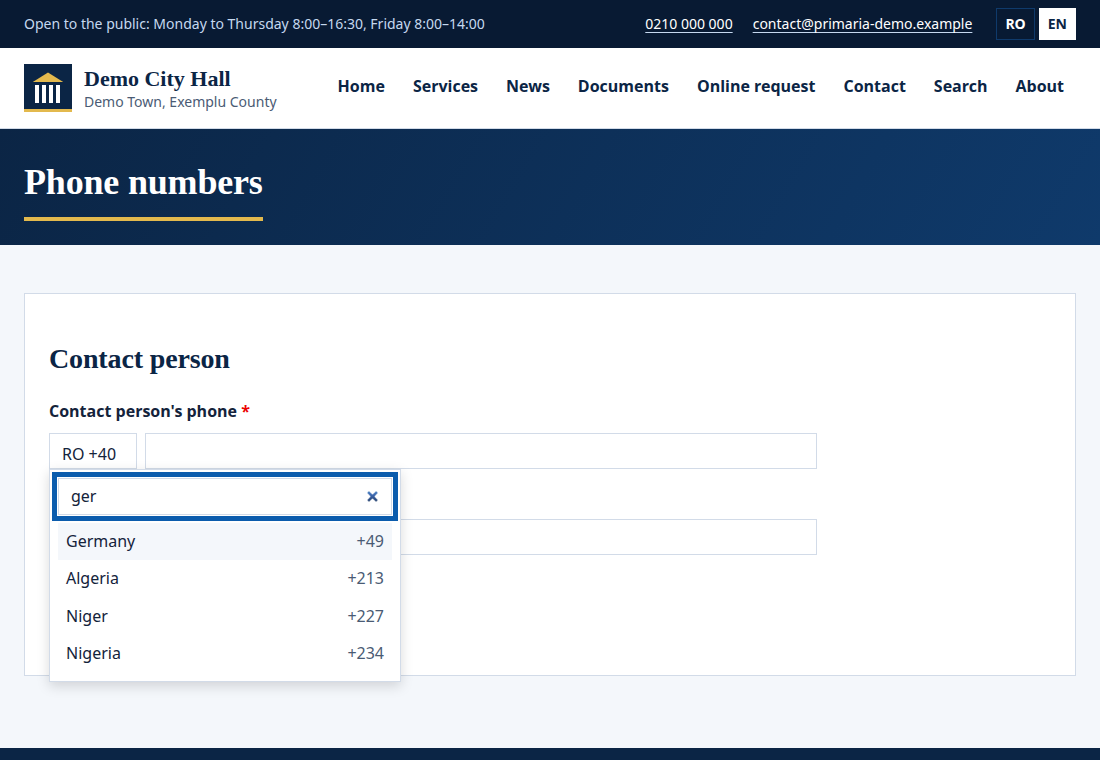 Open to the public: Monday to Thursday 8:00–16:30, Friday 8:00–14:00
0210 000 000
contact@primaria-demo.example
RO
EN
Demo City Hall
Demo Town, Exemplu County
Home
Services
News
Documents
Online request
Contact
Search
About
Phone numbers
Contact person
Contact person's phone *
RO +40
ger
Germany +49
Algeria +213
Niger +227
Nigeria +234